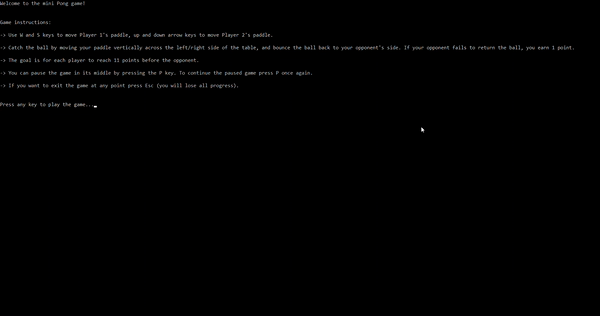 Welcome to the mini Pong game!
Game instructions:
-> Use W and S keys to move Player 1's paddle, up and down arrow keys to move Player 2's paddle.
-> Catch the ball by moving your paddle vertically across the left/right side of the table, and bounce the ball back to your opponent's side. If your opponent fails to return the ball, you earn 1 point.
-> The goal is for each player to reach 11 points before the opponent.
-> You can pause the game in its middle by pressing the P key. To continue the paused game press P once again.
-> If you want to exit the game at any point press Esc (you will lose all progress).
Press any key to play the game...